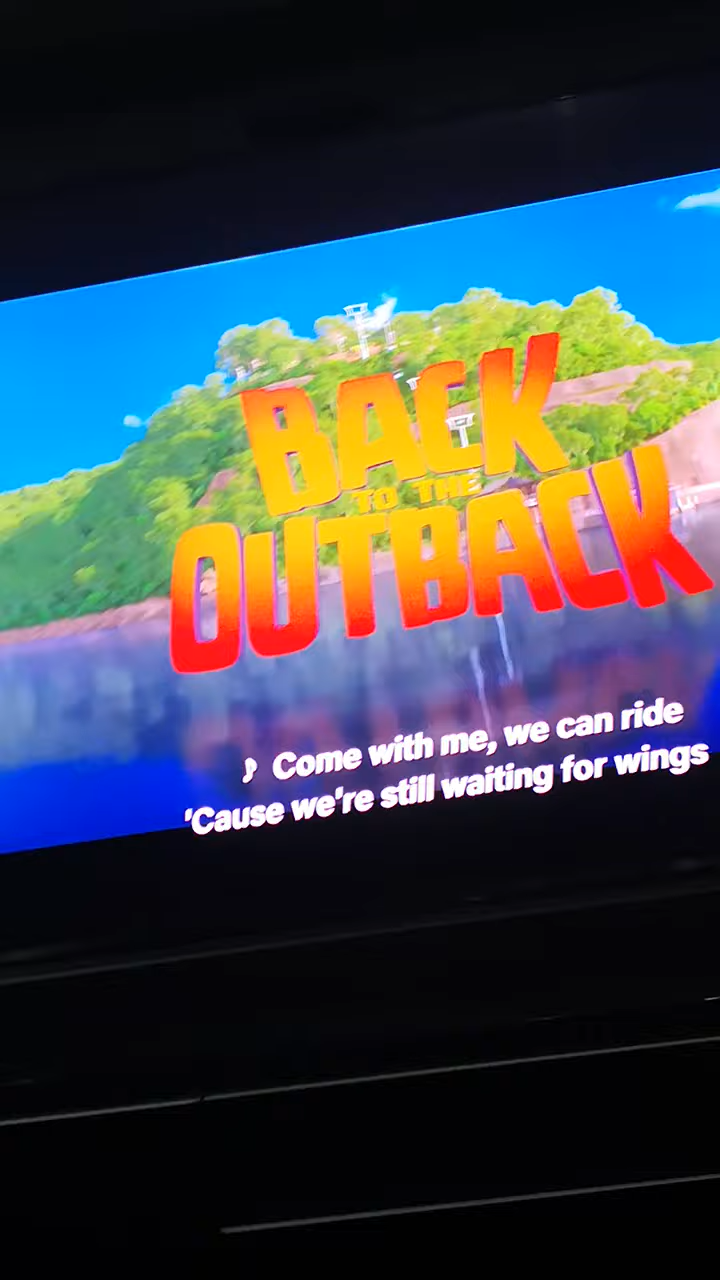 BACK
TO THE
OUTBACK
♪ Come with me, we can ride
'Cause we're still waiting for wings